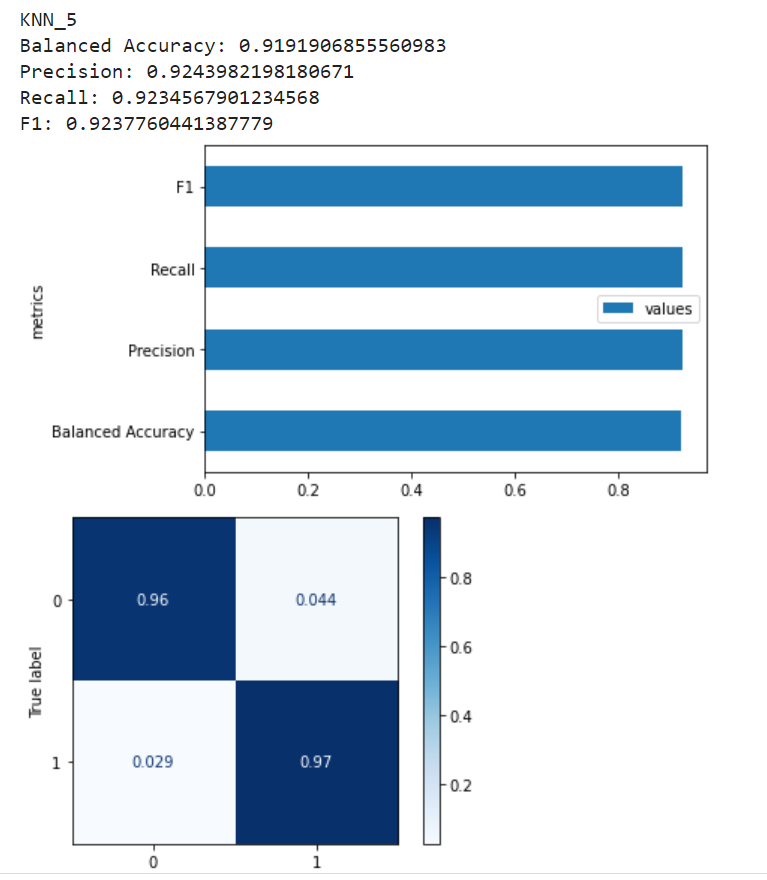 KNN_5
Balanced Accuracy: 0.9191906855560983
Precision: 0.9243982198180671
Recall: 0.9234567901234568
F1: 0.9237760441387779
F1
Recall
metrics
values
Precision
Balanced Accuracy
0.0 0.2 0.4 0.6 0.8
0.8
0 0.96 0.044
0.6
True label
0.4
1 0.029 0.97
0.2
0 1